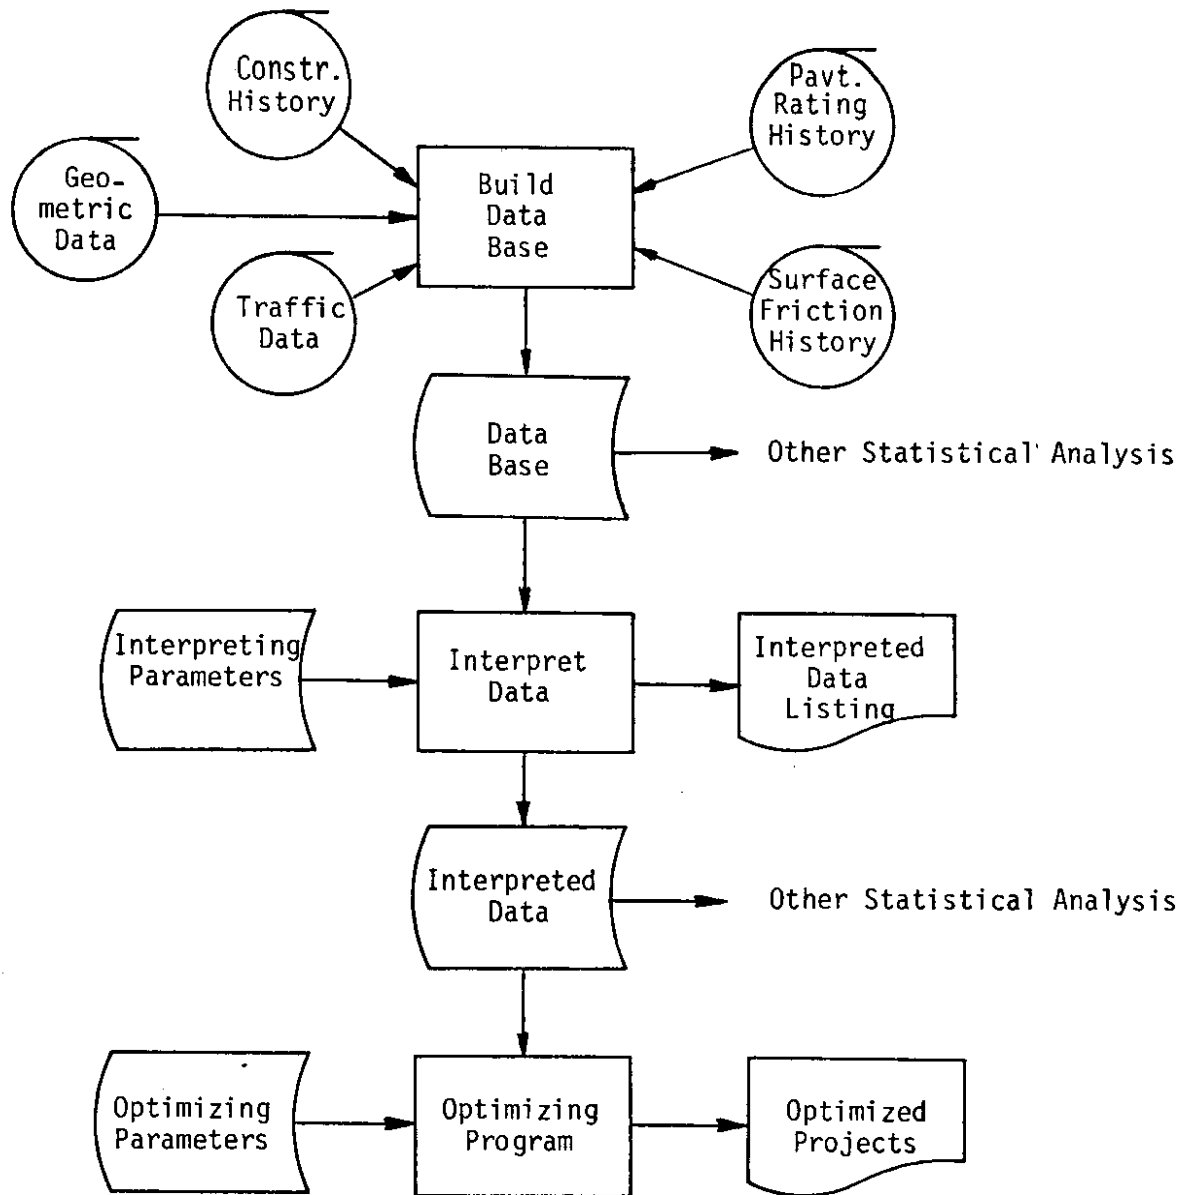 Constr.
History
Pavt.
Rating
History
Geo-
metric
Data
Build
Data
Base
Traffic
Data
Surface
Friction
History
Data
Base
Other Statistical Analysis
Interpreting
Parameters
Interpret
Data
Interpreted
Data
Listing
Interpreted
Data
Other Statistical Analysis
Optimizing
Parameters
Optimizing
Program
Optimized
Projects